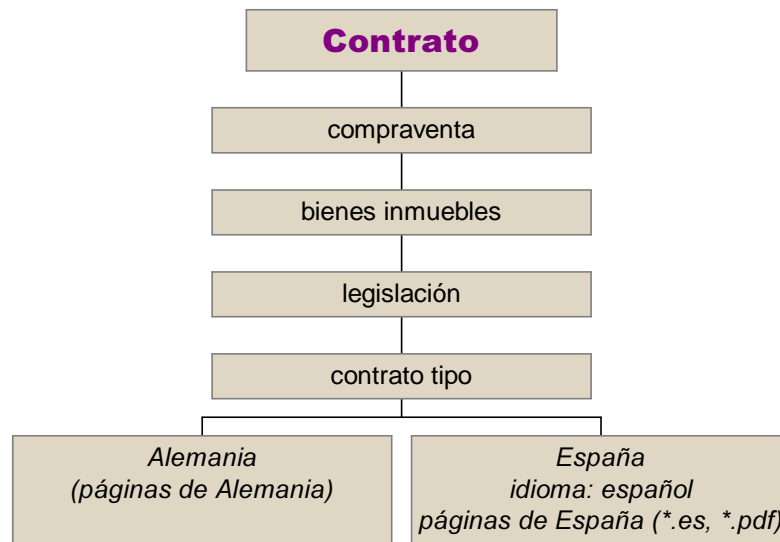 Contrato
compraventa
bienes inmuebles
legislación
contrato tipo
Alemania
(páginas de Alemania)
España
idioma: español
páginas de España (*.es, *.pdf)